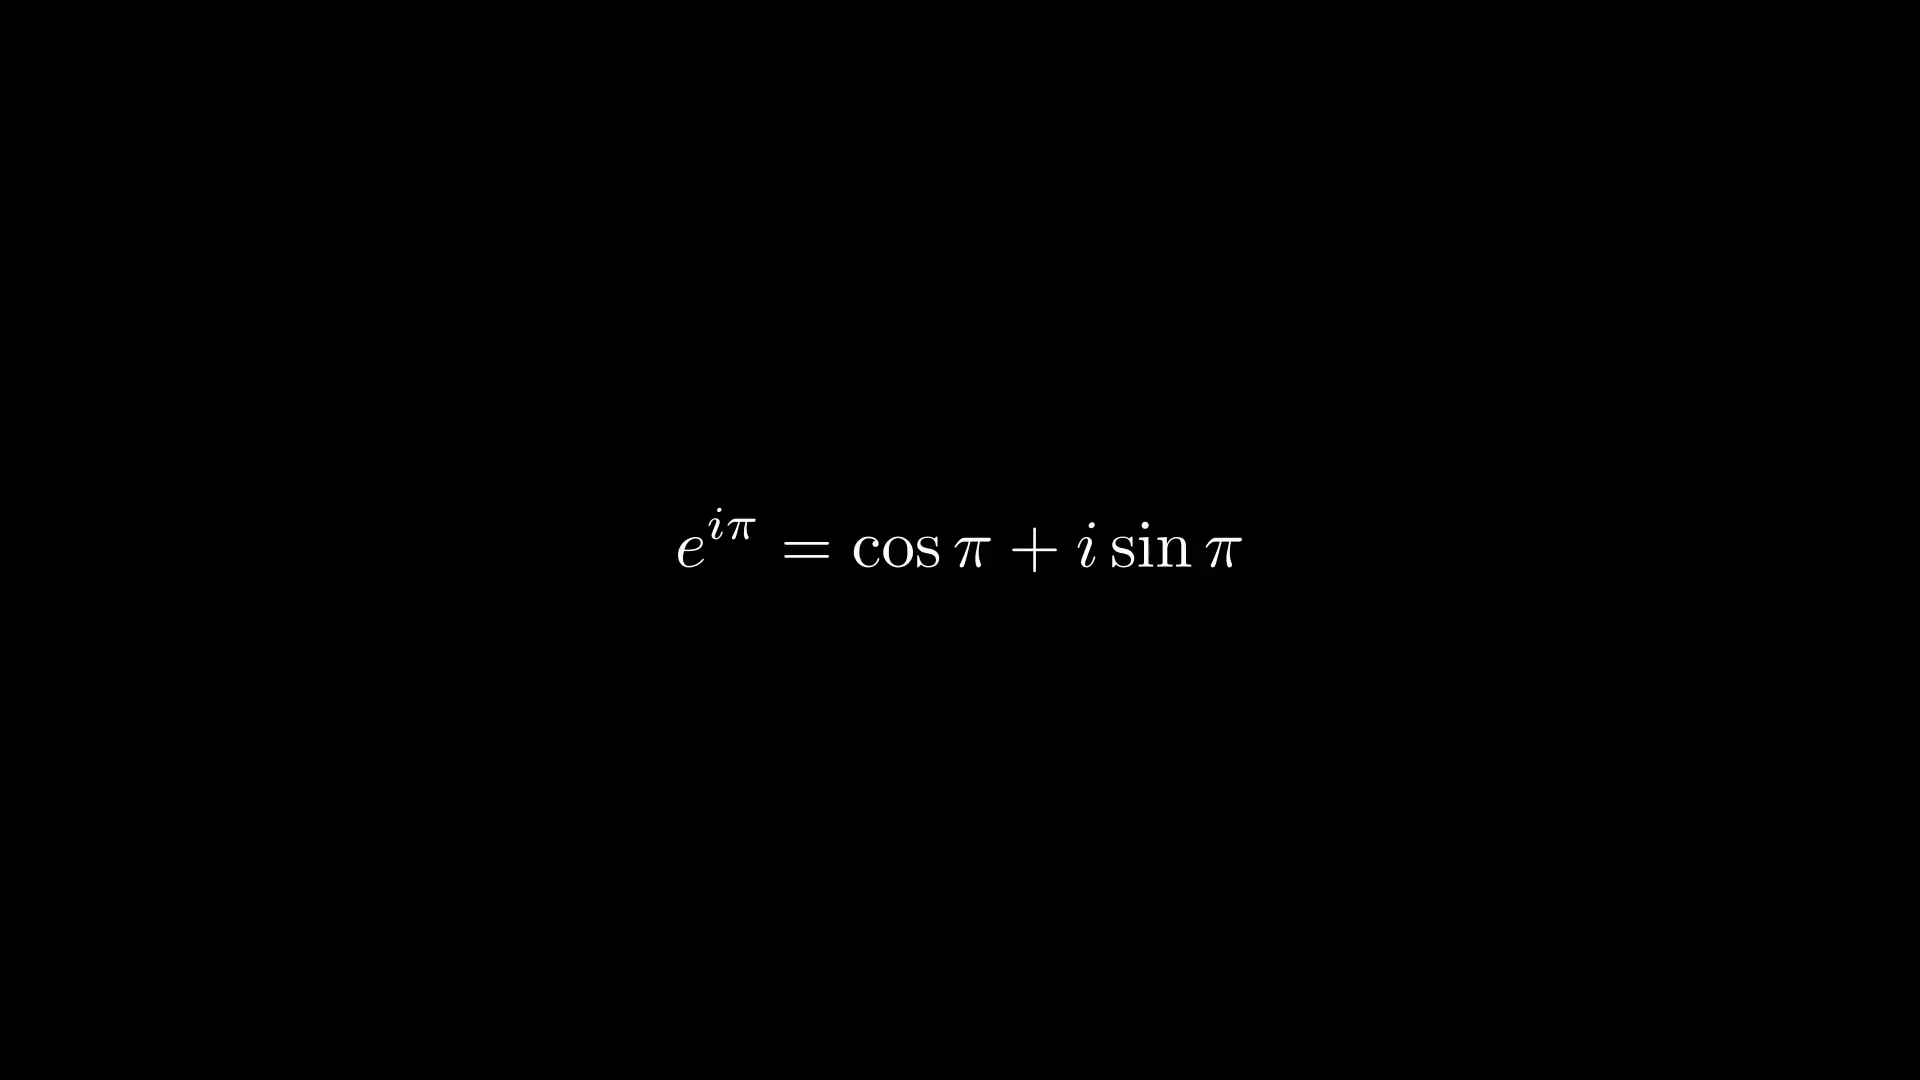 e^{iπ} = cos π + i sin π